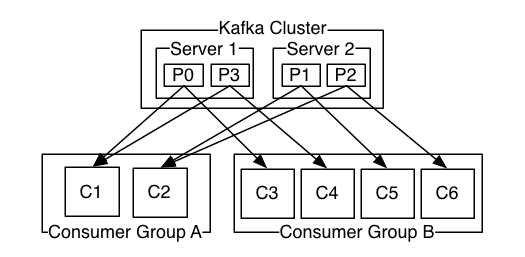 Kafka Cluster
Server 1 Server 2
P0 P3 P1 P2
C1 C2 C3 C4 C5 C6
Consumer Group A Consumer Group B